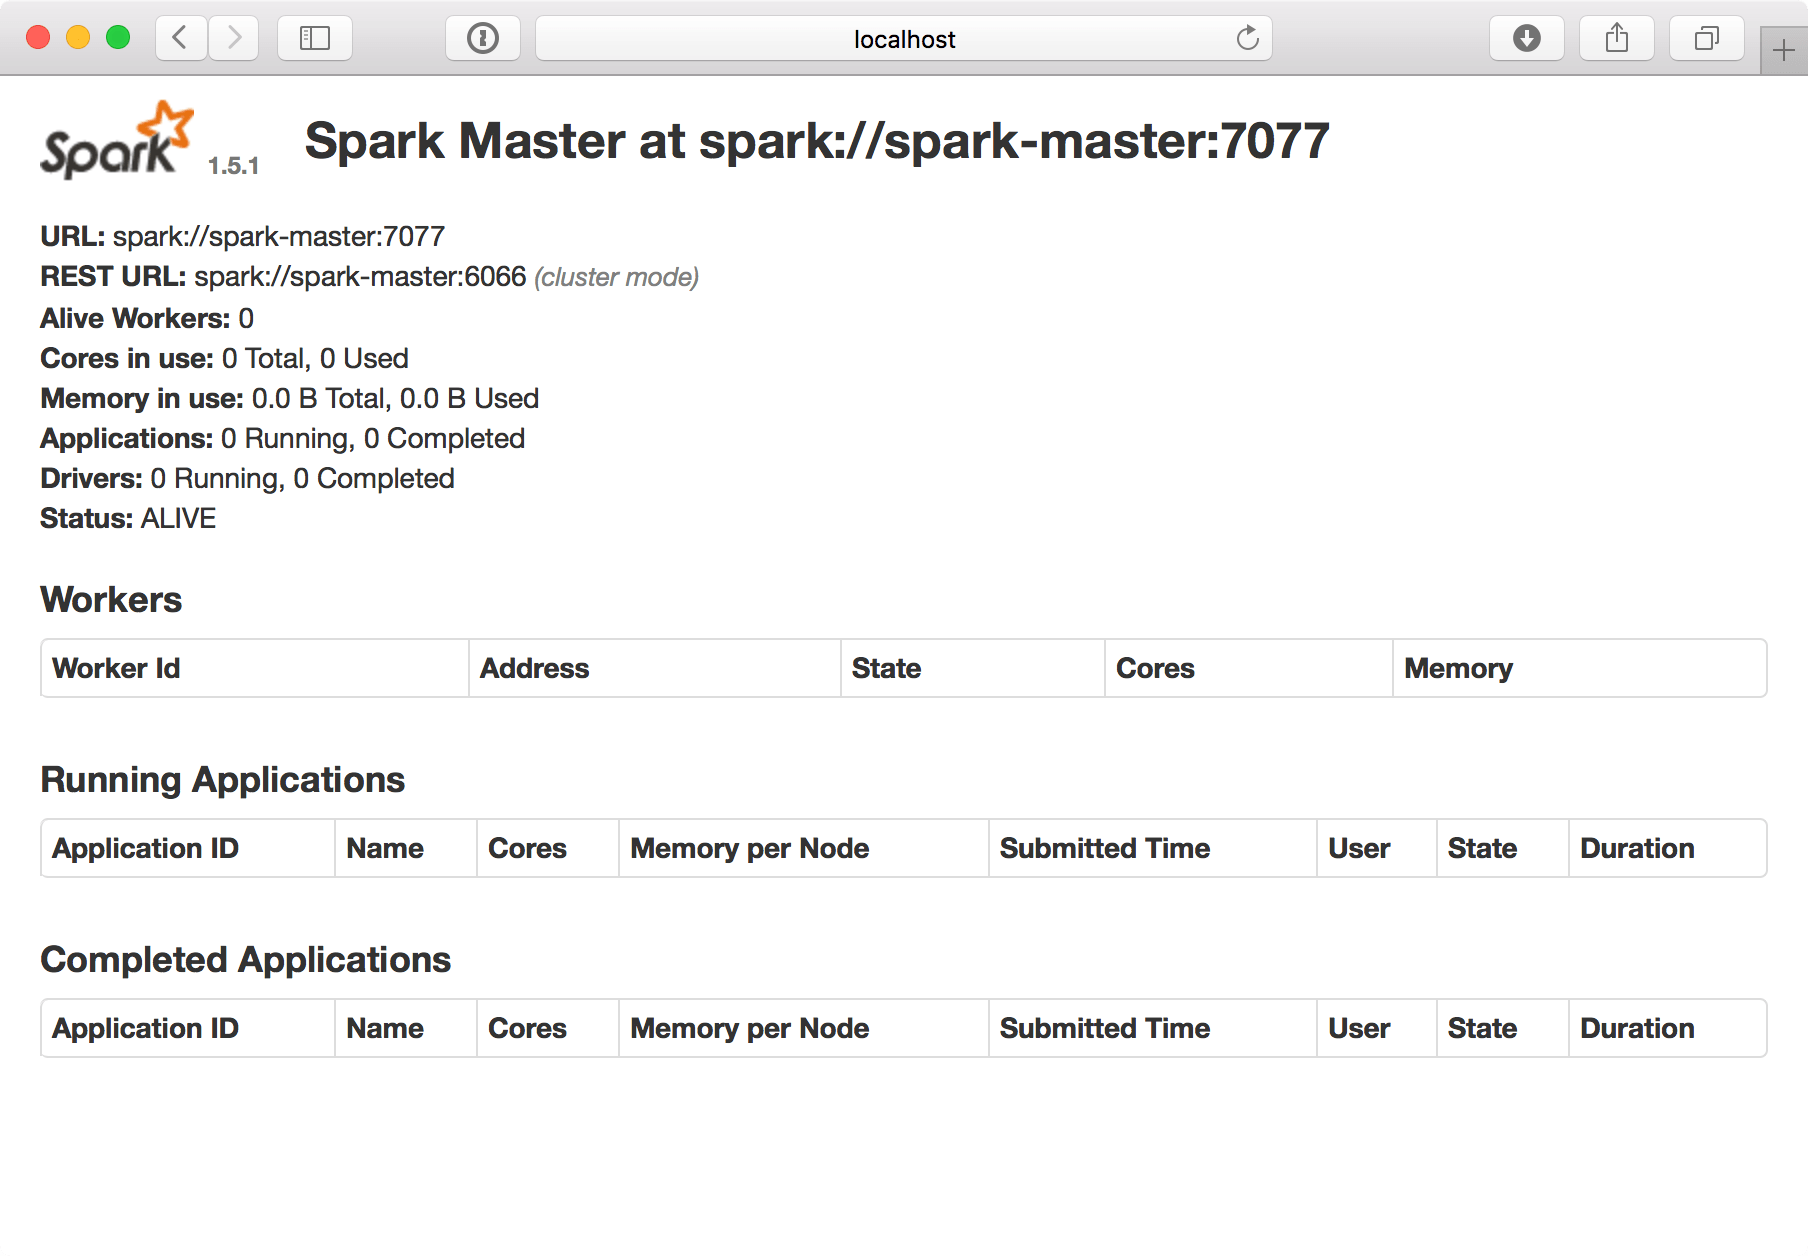 localhost
Spark 1.5.1 Spark Master at spark://spark-master:7077
URL: spark://spark-master:7077
REST URL: spark://spark-master:6066 (cluster mode)
Alive Workers: 0
Cores in use: 0 Total, 0 Used
Memory in use: 0.0 B Total, 0.0 B Used
Applications: 0 Running, 0 Completed
Drivers: 0 Running, 0 Completed
Status: ALIVE
Workers
Worker Id Address State Cores Memory
Running Applications
Application ID Name Cores Memory per Node Submitted Time User State Duration
Completed Applications
Application ID Name Cores Memory per Node Submitted Time User State Duration